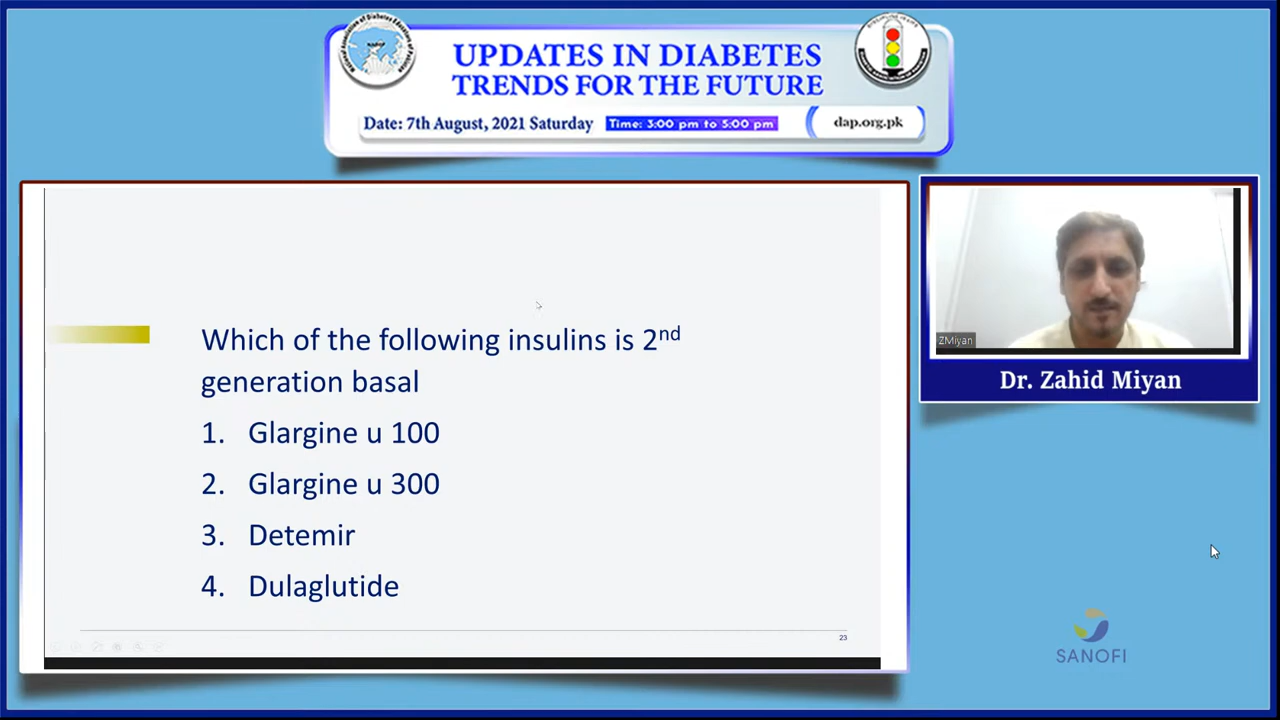 UPDATES IN DIABETES
TRENDS FOR THE FUTURE
Date: 7th August, 2021 Saturday
Time: 3:00 pm to 5:00 pm
dap.org.pk
Which of the following insulins is 2nd
generation basal
1. Glargine u 100
2. Glargine u 300
3. Detemir
4. Dulaglutide
23
ZMiyan
Dr. Zahid Miyan
SANOFI